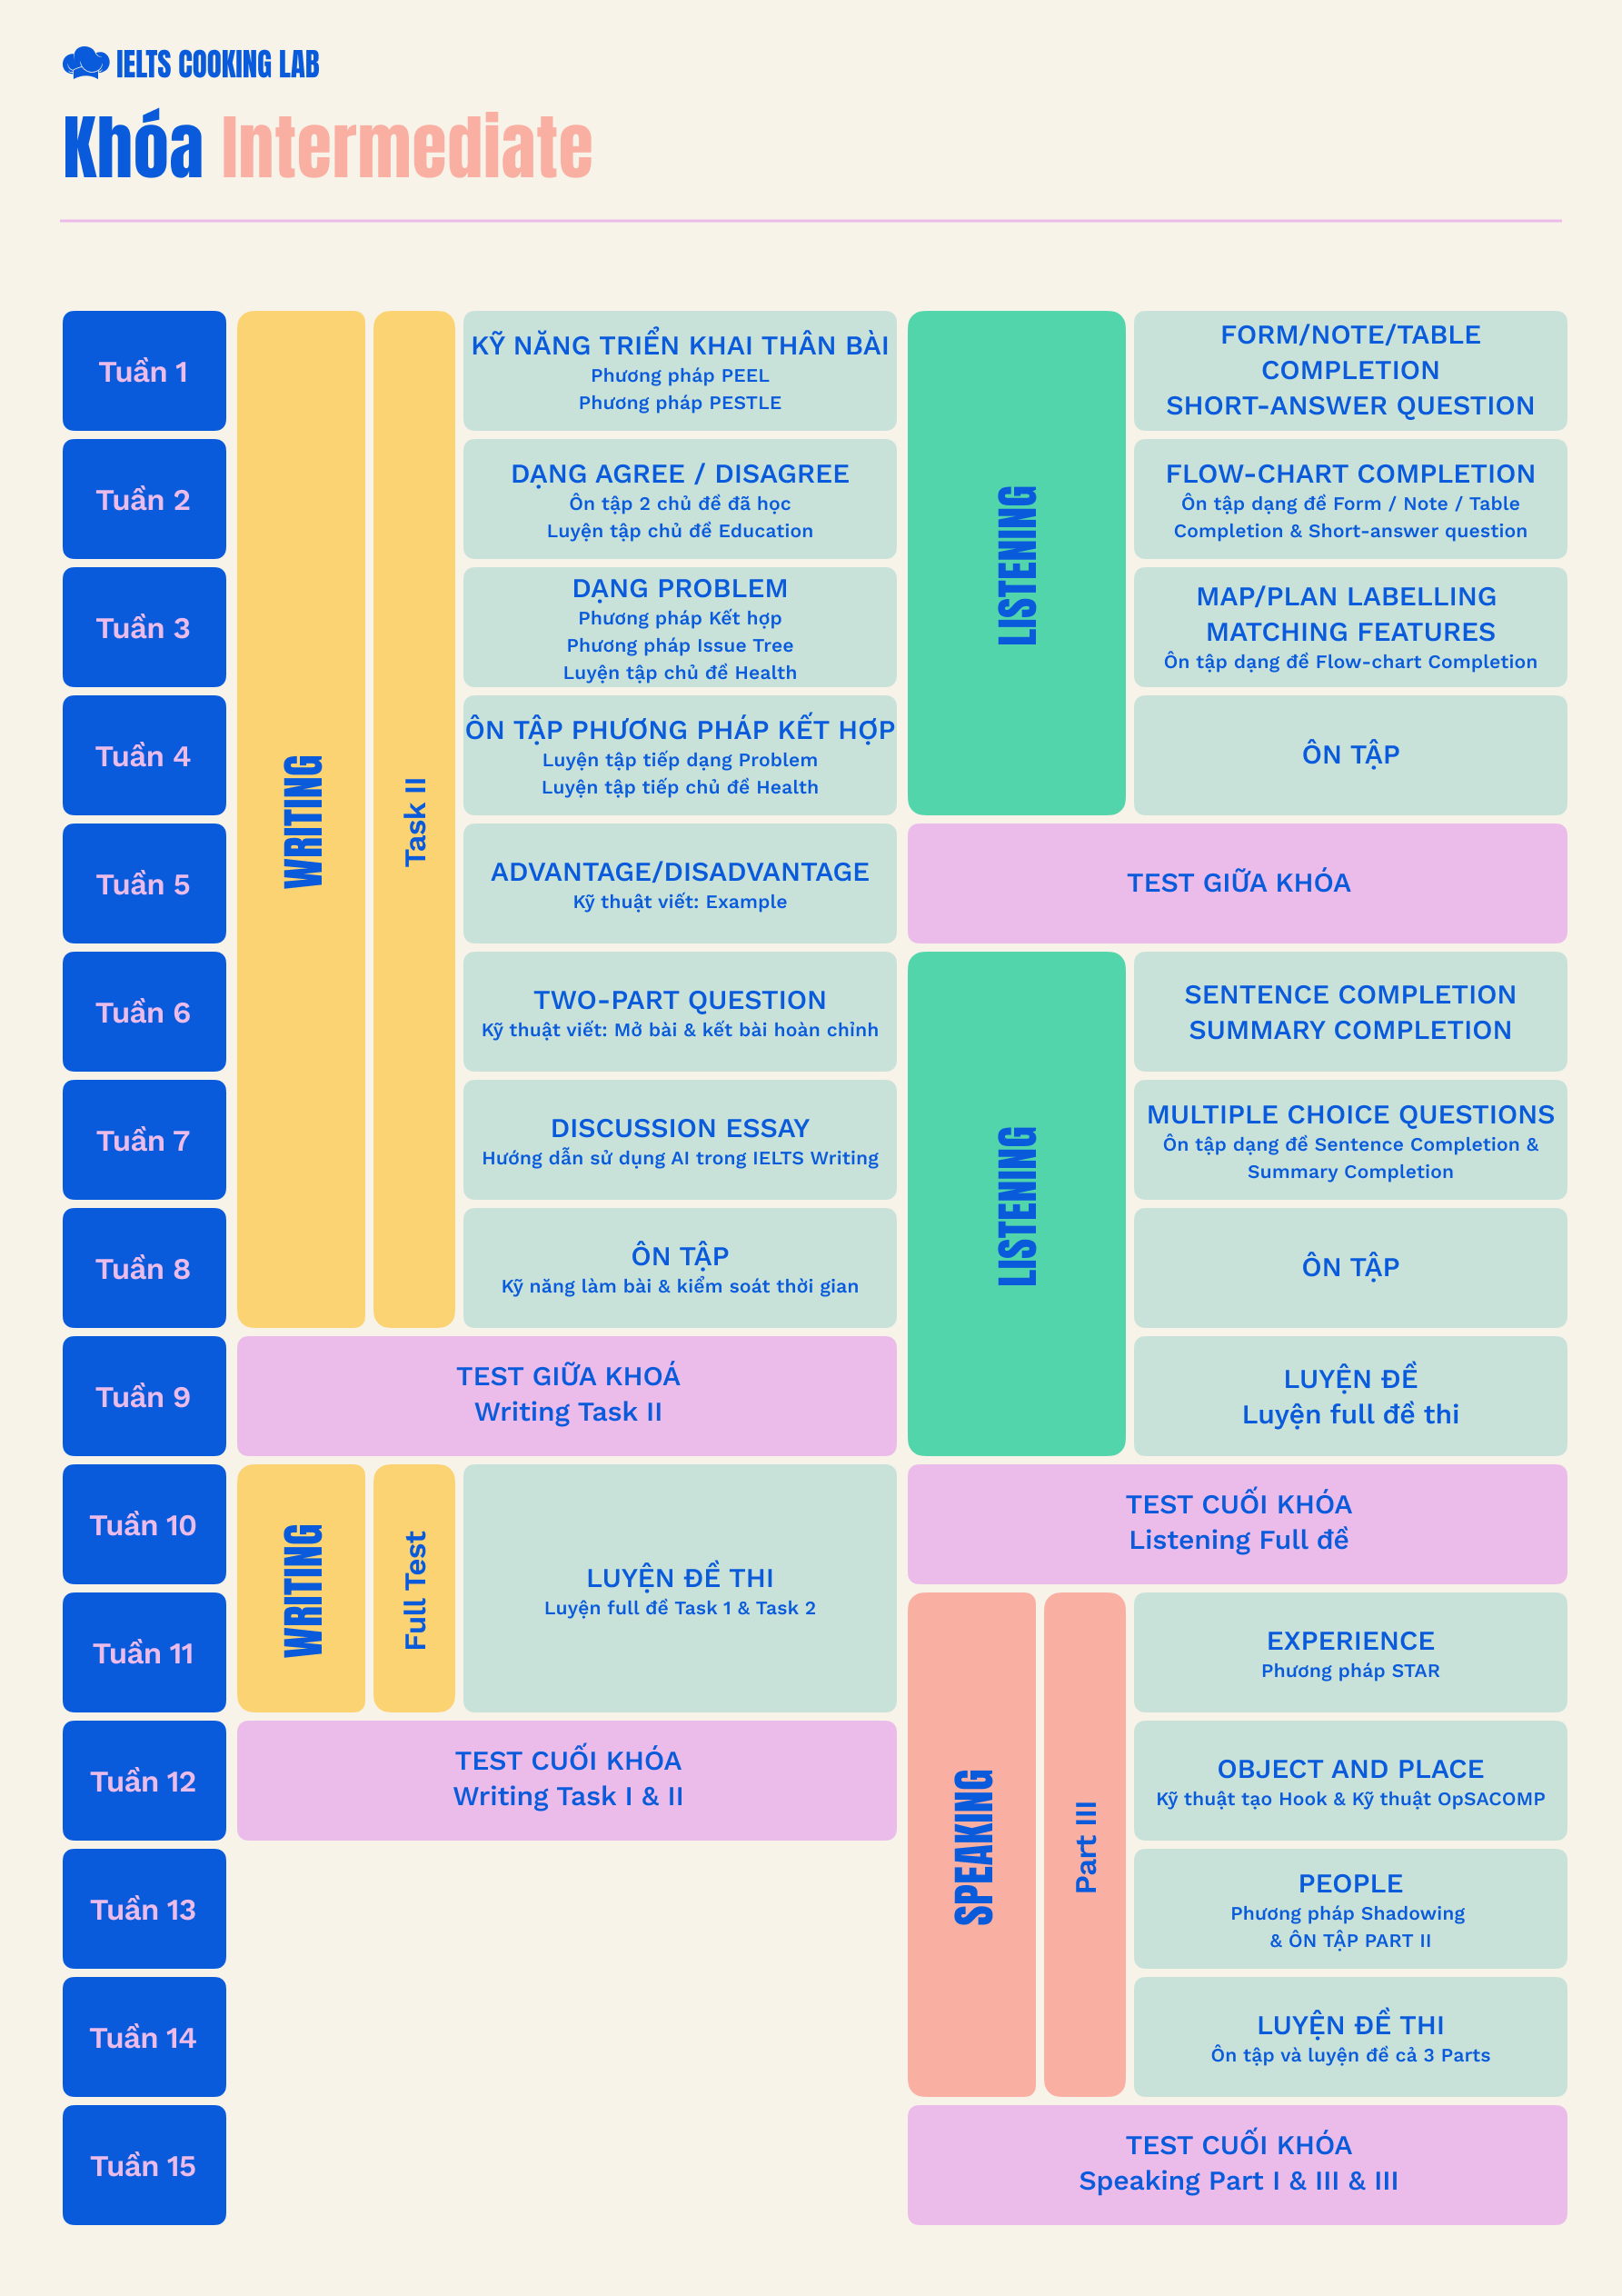 IELTS COOKING LAB
Khóa Intermediate
Tuần 1
WRITING
Task II
KỸ NĂNG TRIỂN KHAI THÂN BÀI
Phương pháp PEEL
Phương pháp PESTLE
LISTENING
FORM/NOTE/TABLE
COMPLETION
SHORT-ANSWER QUESTION
Tuần 2
DẠNG AGREE / DISAGREE
Ôn tập 2 chủ đề đã học
Luyện tập chủ đề Education
FLOW-CHART COMPLETION
Ôn tập dạng đề Form / Note / Table
Completion & Short-answer question
Tuần 3
DẠNG PROBLEM
Phương pháp Kết hợp
Phương pháp Issue Tree
Luyện tập chủ đề Health
MAP/PLAN LABELLING
MATCHING FEATURES
Ôn tập dạng đề Flow-chart Completion
Tuần 4
ÔN TẬP PHƯƠNG PHÁP KẾT HỢP
Luyện tập tiếp dạng Problem
Luyện tập tiếp chủ đề Health
ÔN TẬP
Tuần 5
ADVANTAGE/DISADVANTAGE
Kỹ thuật viết: Example
TEST GIỮA KHÓA
Tuần 6
TWO-PART QUESTION
Kỹ thuật viết: Mở bài & kết bài hoàn chỉnh
LISTENING
SENTENCE COMPLETION
SUMMARY COMPLETION
Tuần 7
DISCUSSION ESSAY
Hướng dẫn sử dụng AI trong IELTS Writing
MULTIPLE CHOICE QUESTIONS
Ôn tập dạng đề Sentence Completion &
Summary Completion
Tuần 8
ÔN TẬP
Kỹ năng làm bài & kiểm soát thời gian
ÔN TẬP
Tuần 9
TEST GIỮA KHOÁ
Writing Task II
LUYỆN ĐỀ
Luyện full đề thi
Tuần 10
WRITING
Full Test
LUYỆN ĐỀ THI
Luyện full đề Task 1 & Task 2
TEST CUỐI KHÓA
Listening Full đề
Tuần 11
SPEAKING
Part III
EXPERIENCE
Phương pháp STAR
Tuần 12
TEST CUỐI KHÓA
Writing Task I & II
OBJECT AND PLACE
Kỹ thuật tạo Hook & Kỹ thuật OpSACOMP
Tuần 13
PEOPLE
Phương pháp Shadowing
& ÔN TẬP PART II
Tuần 14
LUYỆN ĐỀ THI
Ôn tập và luyện đề cả 3 Parts
Tuần 15
TEST CUỐI KHÓA
Speaking Part I & III & III